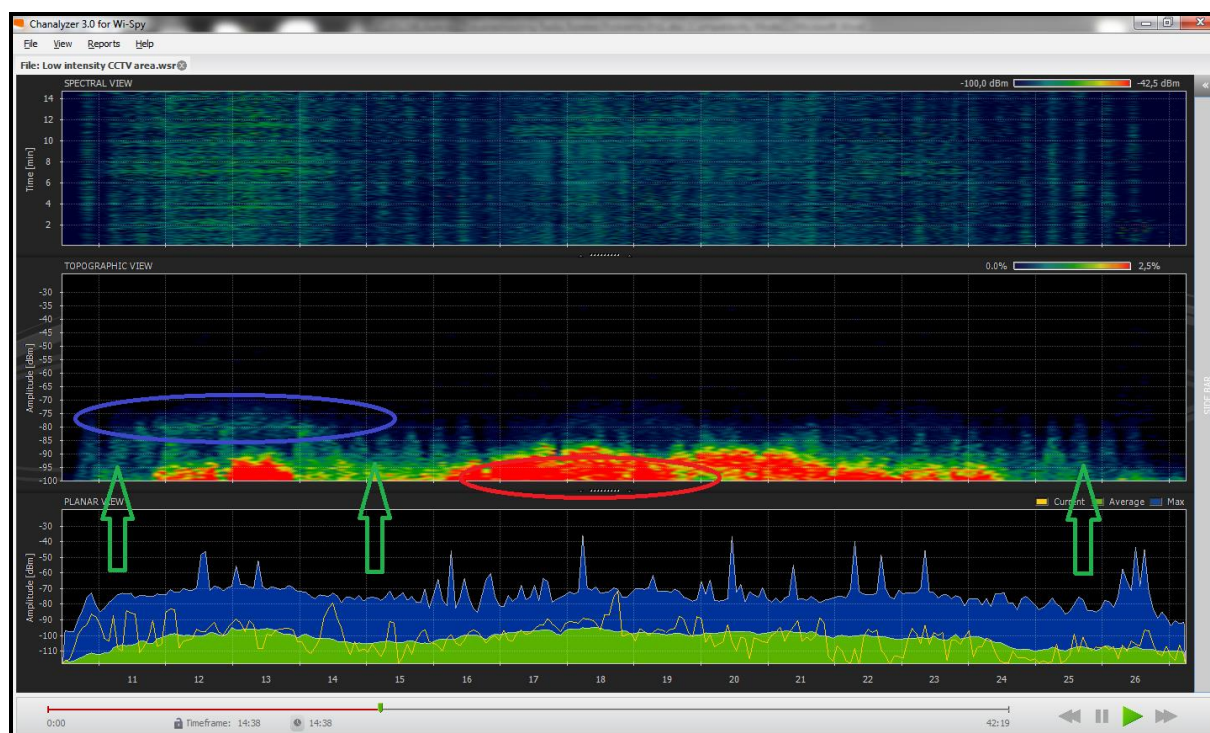 Chanalyzer 3.0 for Wi-Spy
File View Reports Help
File: Low intensity CCTV area.wsr
SPECTRAL VIEW -100,0 dBm -42,5 dBm
Time [min]
14
12
10
8
6
4
2
TOPOGRAPHIC VIEW 0.0% 2,5%
Amplitude [dBm]
-30
-35
-40
-45
-50
-55
-60
-65
-70
-75
-80
-85
-90
-95
-100
SIDE BAR
PLANAR VIEW Current Average Max
Amplitude [dBm]
-30
-40
-50
-60
-70
-80
-90
-100
-110
11 12 13 14 15 16 17 18 19 20 21 22 23 24 25 26
0:00 Timeframe: 14:38 14:38 42:19